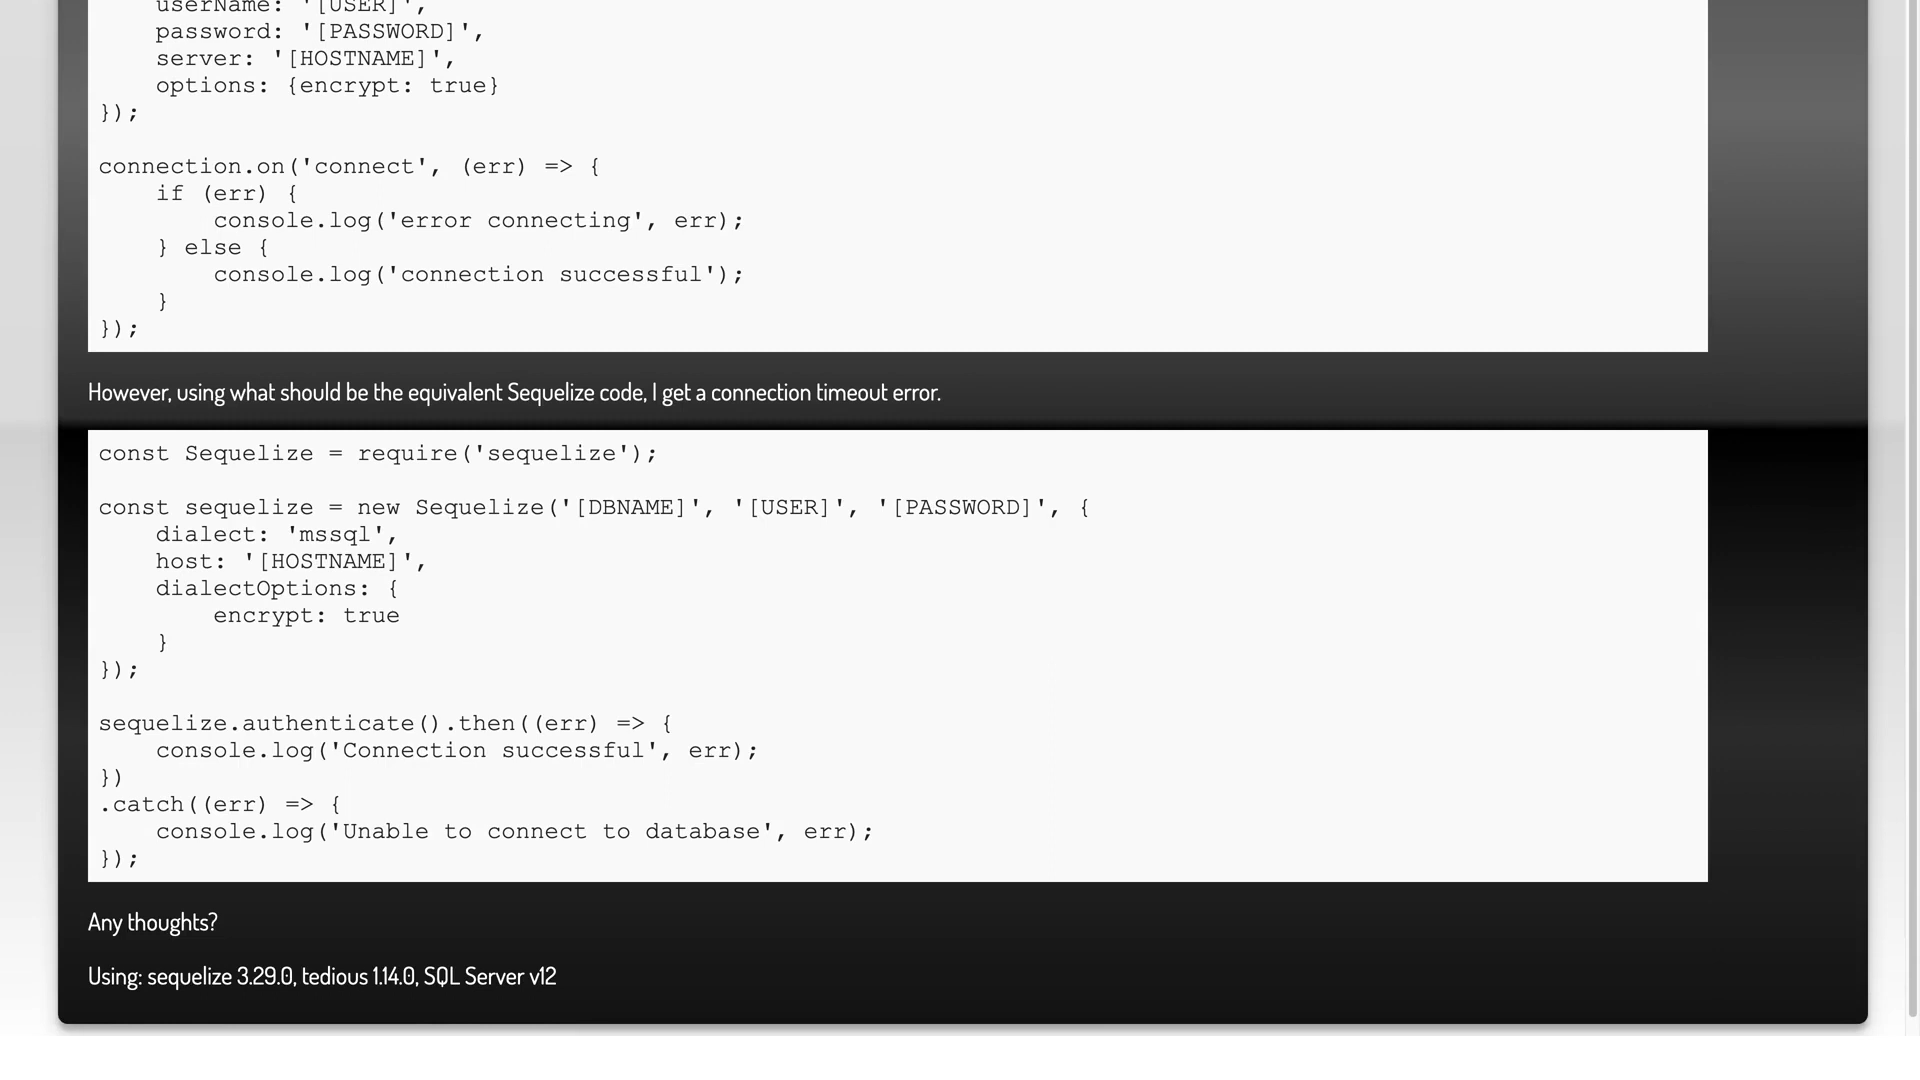 userName: '[USER]',
password: '[PASSWORD]',
server: '[HOSTNAME]',
options: {encrypt: true}
});
connection.on('connect', (err) => {
if (err) {
console.log('error connecting', err);
} else {
console.log('connection successful');
}
});
However, using what should be the equivalent Sequelize code, I get a connection timeout error.
const Sequelize = require('sequelize');
const sequelize = new Sequelize('[DBNAME]', '[USER]', '[PASSWORD]', {
dialect: 'mssql',
host: '[HOSTNAME]',
dialectOptions: {
encrypt: true
}
});
sequelize.authenticate().then((err) => {
console.log('Connection successful', err);
})
.catch((err) => {
console.log('Unable to connect to database', err);
});
Any thoughts?
Using: sequelize 3.29.0, tedious 1.14.0, SQL Server v12